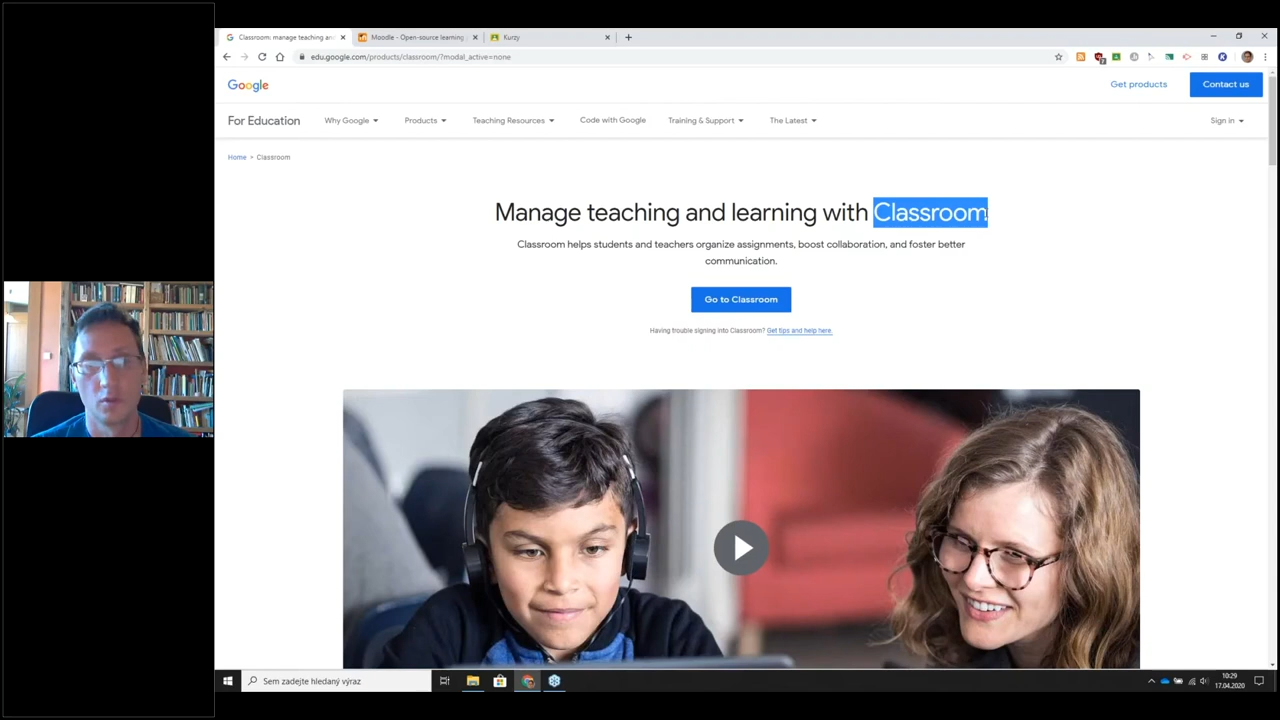 Classroom: manage teaching an
Moodle - Open-source learning
Kurzy
edu.google.com/products/classroom/?modal_active=none
Google
Get products
Contact us
For Education
Why Google
Products
Teaching Resources
Code with Google
Training & Support
The Latest
Sign in
Home > Classroom
Manage teaching and learning with Classroom
Classroom helps students and teachers organize assignments, boost collaboration, and foster better
communication.
Go to Classroom
Having trouble signing into Classroom? Get tips and help here.
Sem zadejte hledaný výraz
10:29
17.04.2020